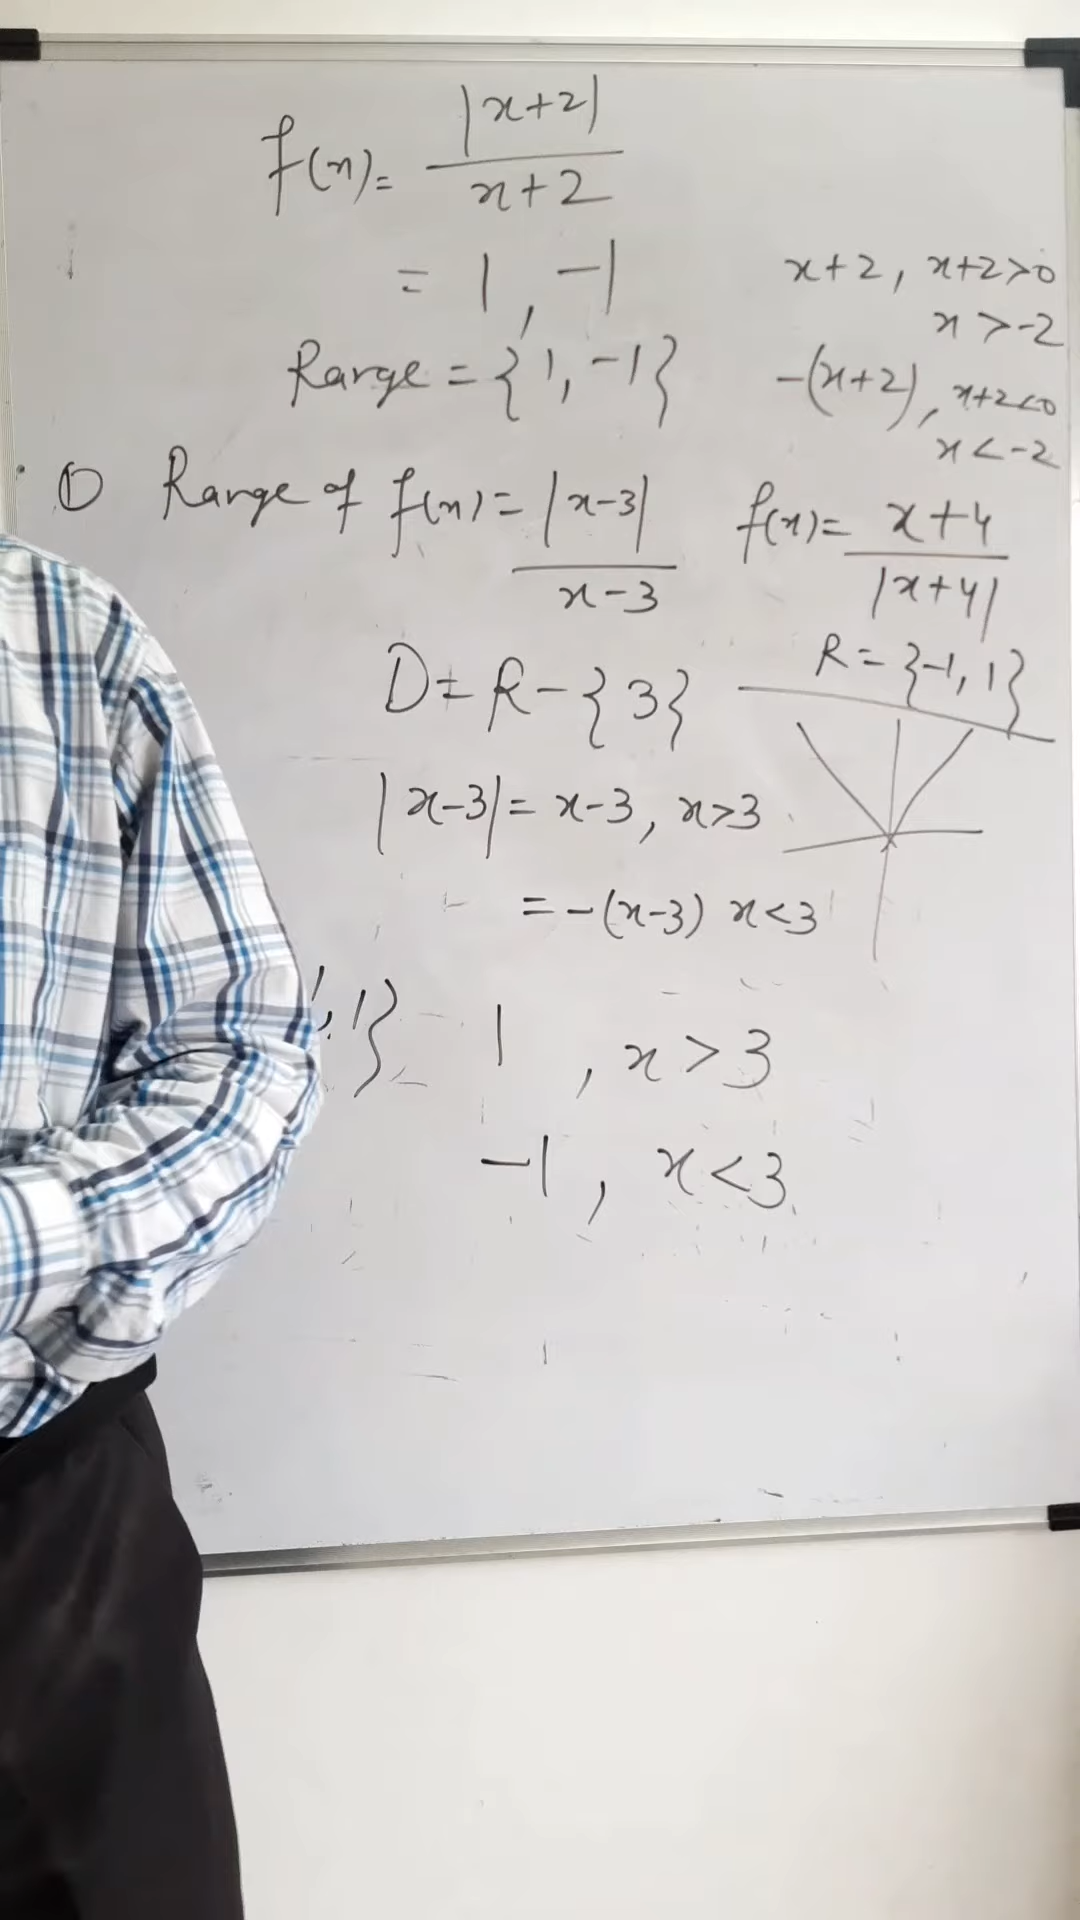 f(x)= |x+2|
x+2
= 1, -1
Range = {1, -1}
x+2, x+2>0
x>-2
-(x+2), x+2<0
x<-2
① Range of f(x)= |x-3|
x-3
f(x)= x+4
|x+4|
R={-1, 1}
D= R-{3}
|x-3|= x-3, x>3
=-(x-3) x<3
, 1}
1 , x>3
-1, x<3